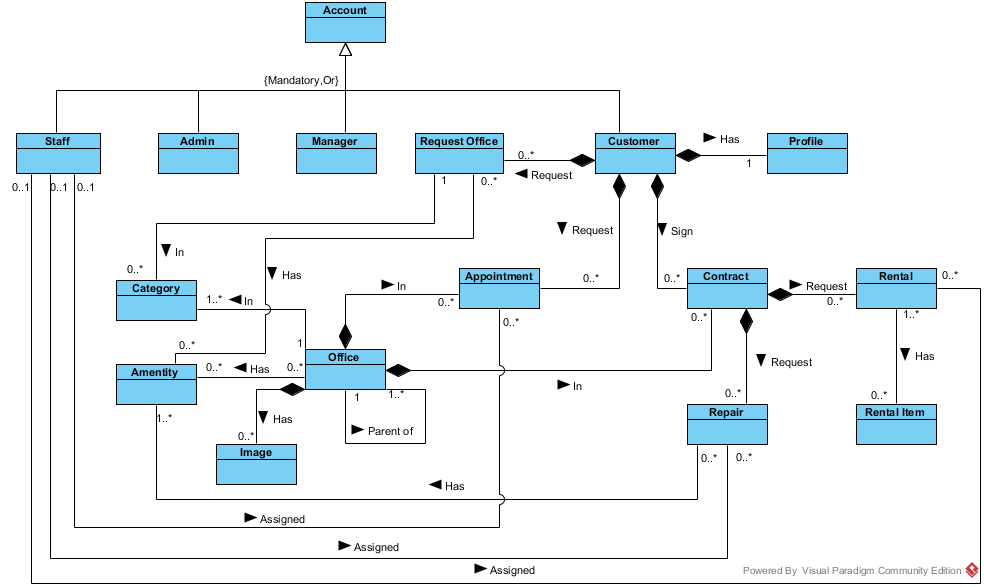 Account
{Mandatory,Or}
Staff
Admin
Manager
Request Office
Customer
Profile
Has
1
0..*
Request
0..1
0..1
0..1
1
0..*
Request
Sign
In
0..*
Has
Category
1..*
In
In
Appointment
0..*
0..*
0..*
Contract
Request
0..*
Rental
0..*
0..*
0..*
1..*
1
Office
0..*
Amentity
0..*
Has
0..*
In
Request
Has
1..*
1
1..*
Parent of
0..*
Repair
0..*
Rental Item
Has
0..*
Image
0..*
0..*
Has
Assigned
Assigned
Assigned
Powered By Visual Paradigm Community Edition